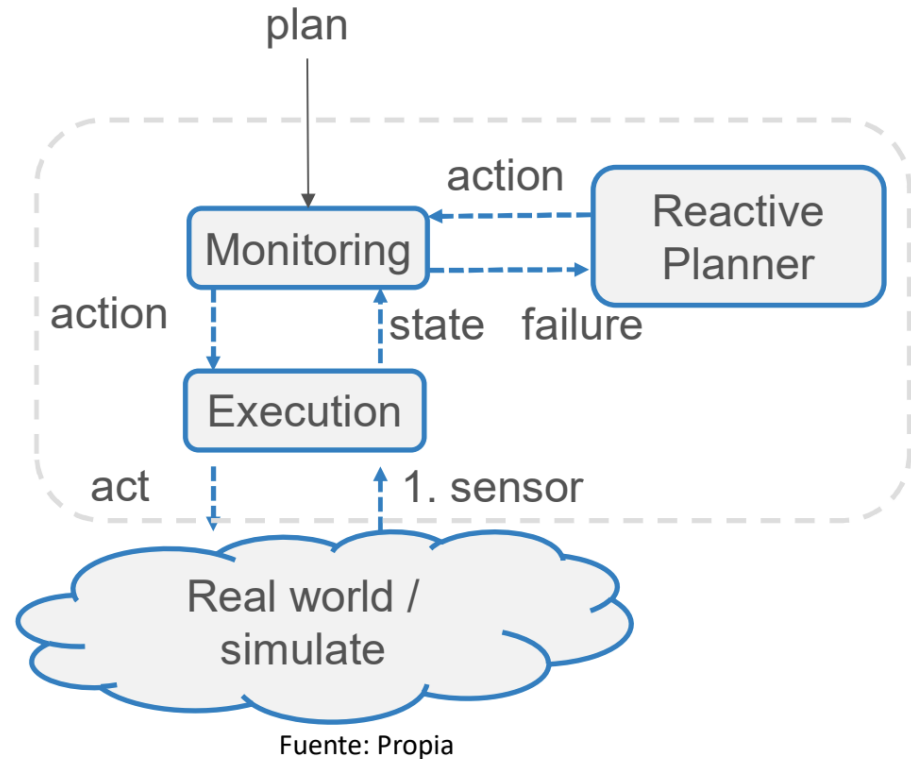 plan
action
Reactive
Planner
Monitoring
action
state
failure
Execution
act
1. sensor
Real world /
simulate
Fuente: Propia